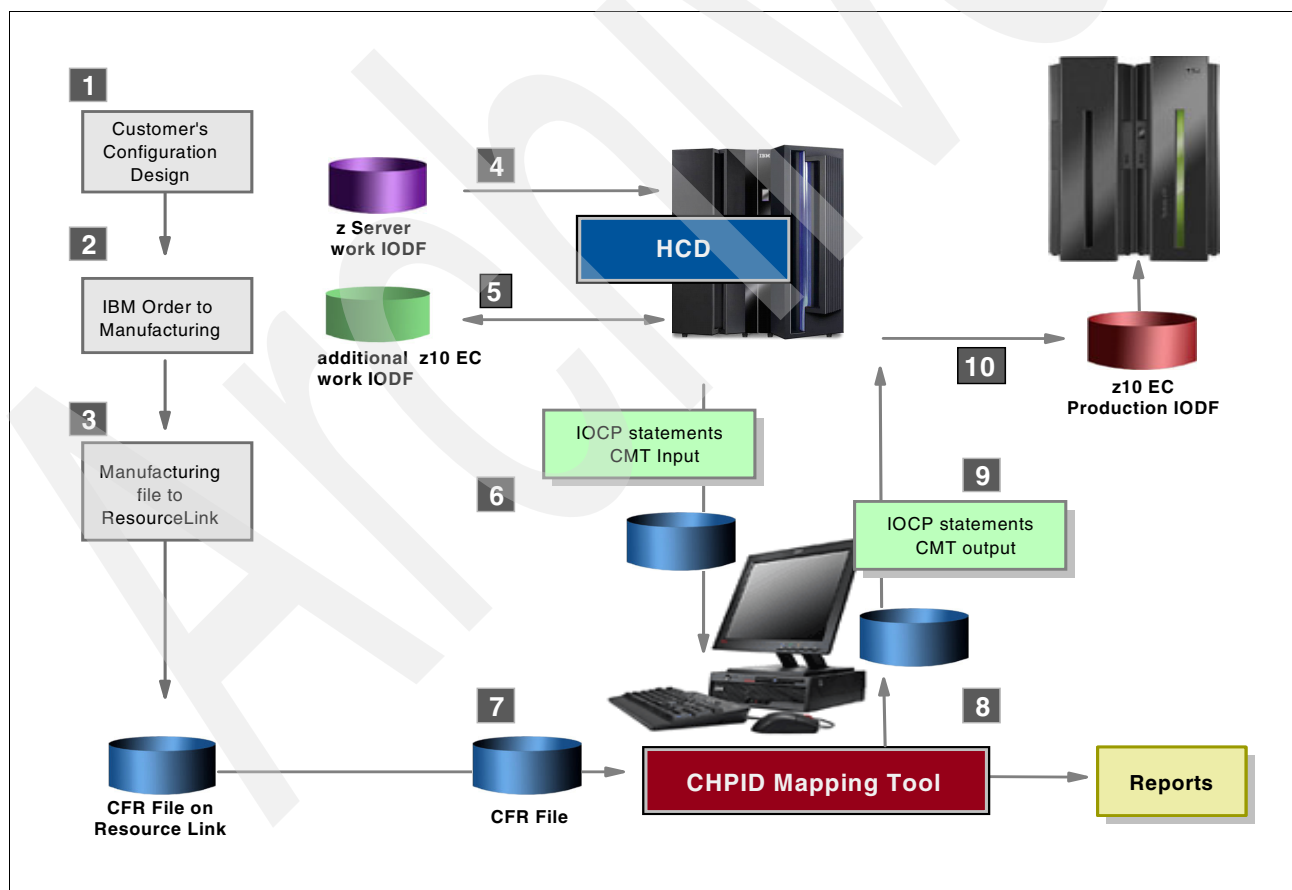 1
Customer's
Configuration
Design
2
IBM Order to
Manufacturing
3
Manufacturing
file to
ResourceLink
CFR File on
Resource Link
4
z Server
work IODF
5
additional z10 EC
work IODF
IBM
HCD
IOCP statements
CMT Input
6
7
CFR File
CHPID Mapping Tool
8
Reports
9
IOCP statements
CMT output
10
z10 EC
Production IODF
Archive